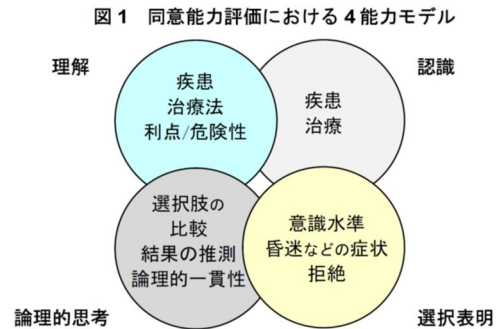 図1 同意能力評価における4能力モデル
理解
認識
疾患
治療法
利点/危険性
疾患
治療
選択肢の
比較
結果の推測
論理的一貫性
意識水準
昏迷などの症状
拒絶
論理的思考
選択表明